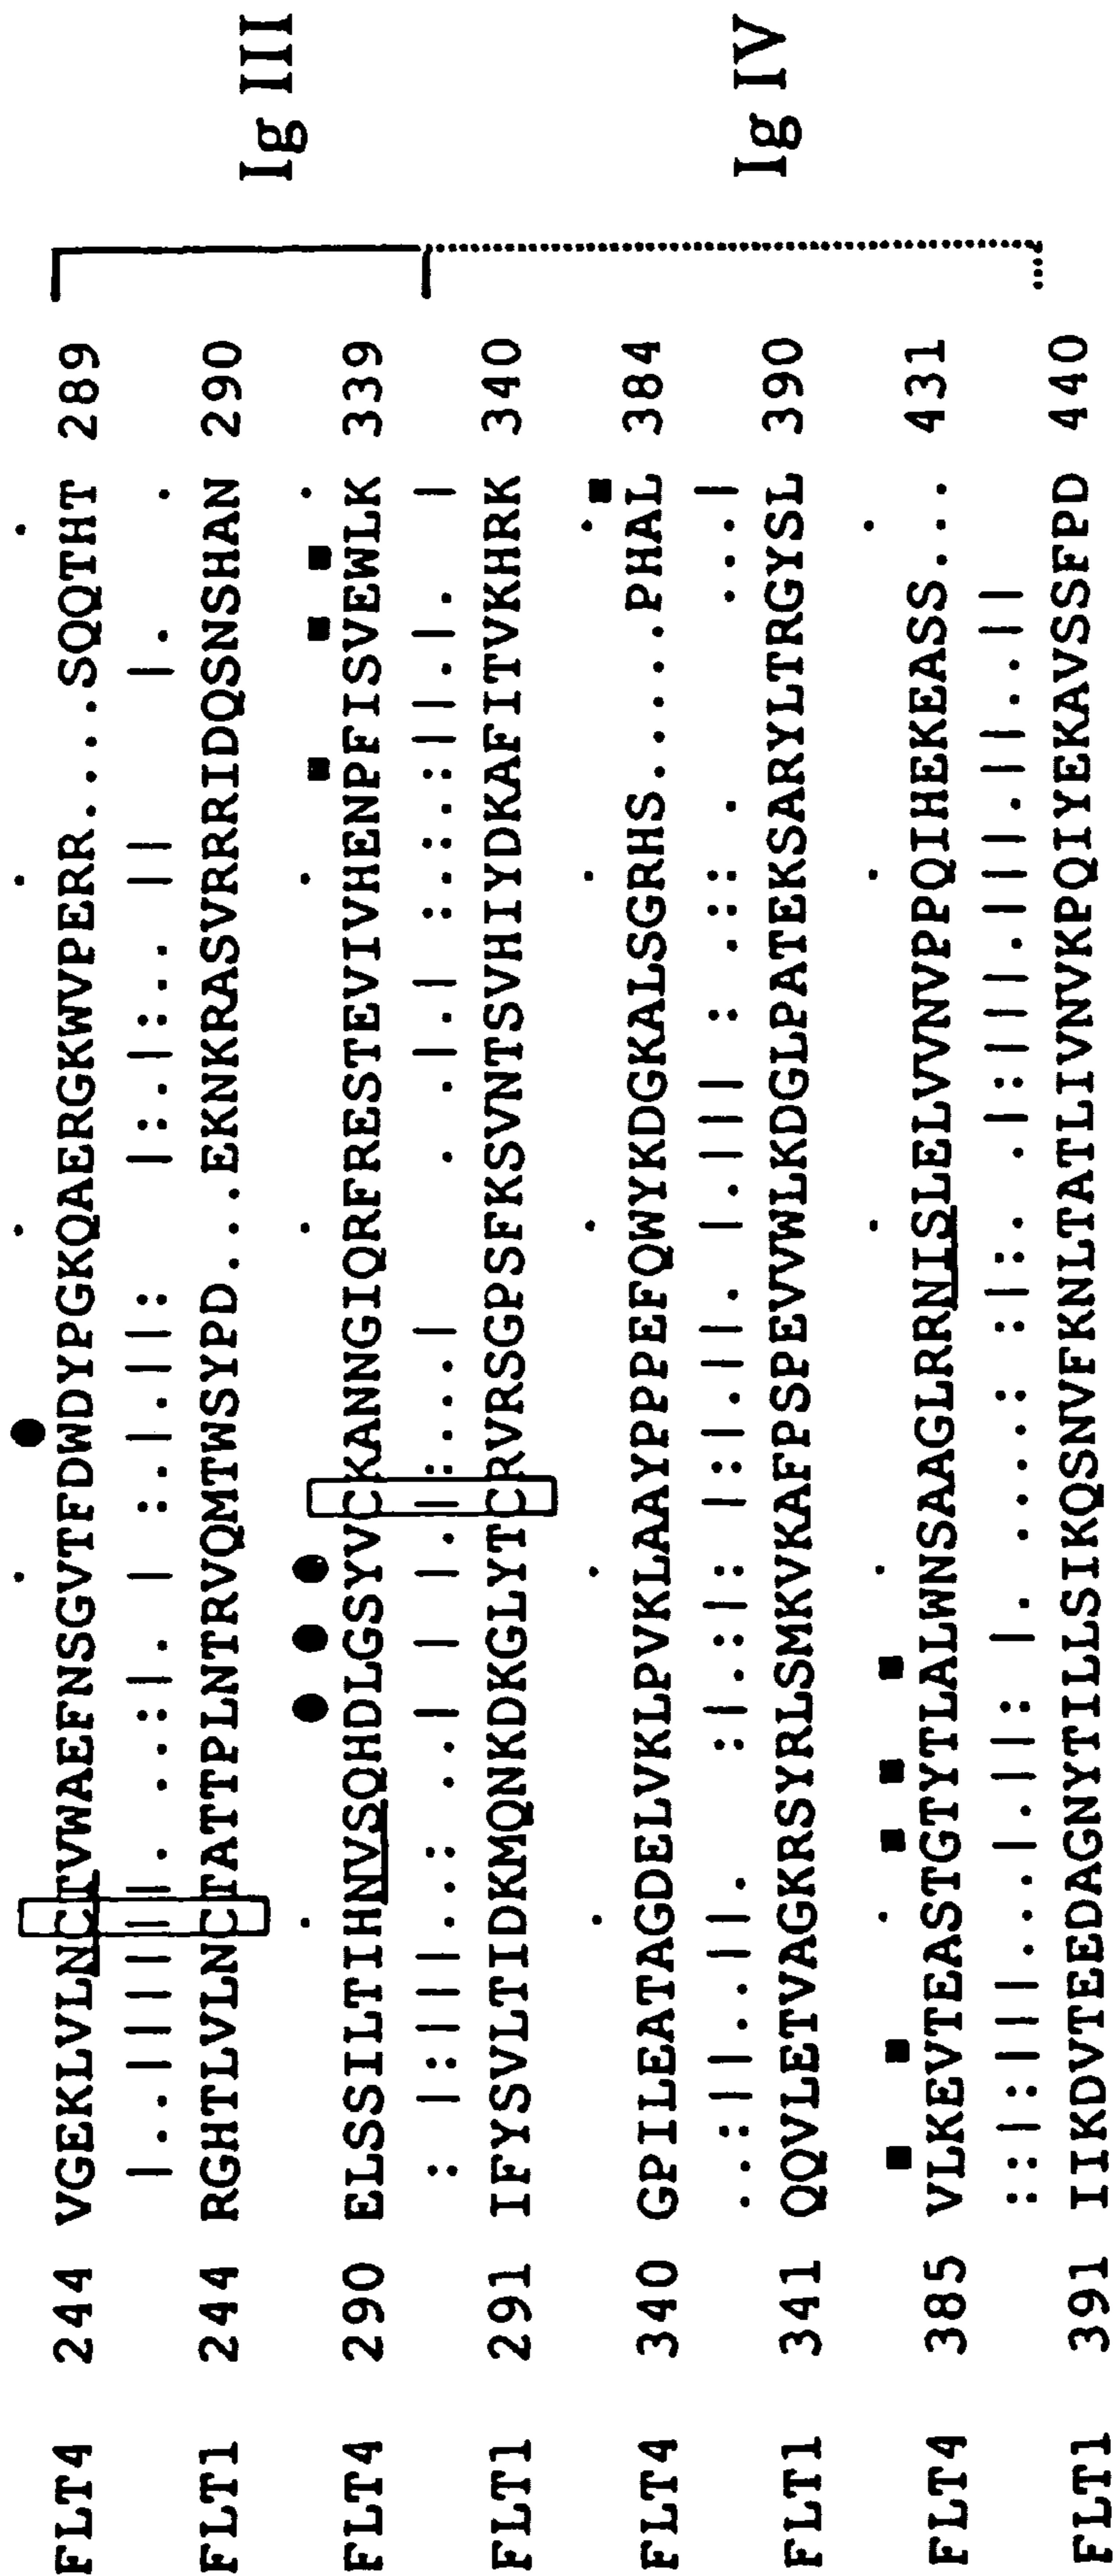 FLT4 244 VGEKLVLNCTVWAEFNSGVTFDWDYPGKQAERGKWVPERR....SQQTHT 289
FLT1 244 RGHTLVLNCTATTPLNTRVQMTWSYPD...EKNKRASVRRRIDQSNSHAN 290
Ig III
FLT4 290 ELSSILTIHNVSQHDLGSYVCKANNGIQRFRESTEVIVHENPFISVEWLK 339
FLT1 291 IFYSVLTIDKMQNKDKGLYTCRVRSGPSFKSVNTSVHIYDKAFITVKHRK 340
FLT4 340 GPILEATAGDELVKLPVKLAAYPPPEFQWYKDGKALSGRHS.....PHAL 384
FLT1 341 QQVLETVAGKRSYRLSMKVKAFPSPEVVWLKDGLPATEKSARYLTRGYSL 390
Ig IV
FLT4 385 VLKEVTEASTGTYTLALWNSAAGLRRNISLELVVNVPPQIHEKEASS... 431
FLT1 391 IIKDVTEEDAGNYTILLSIKQSNVFKNLTATLIVNVKPQIYEKAVSSFPD 440